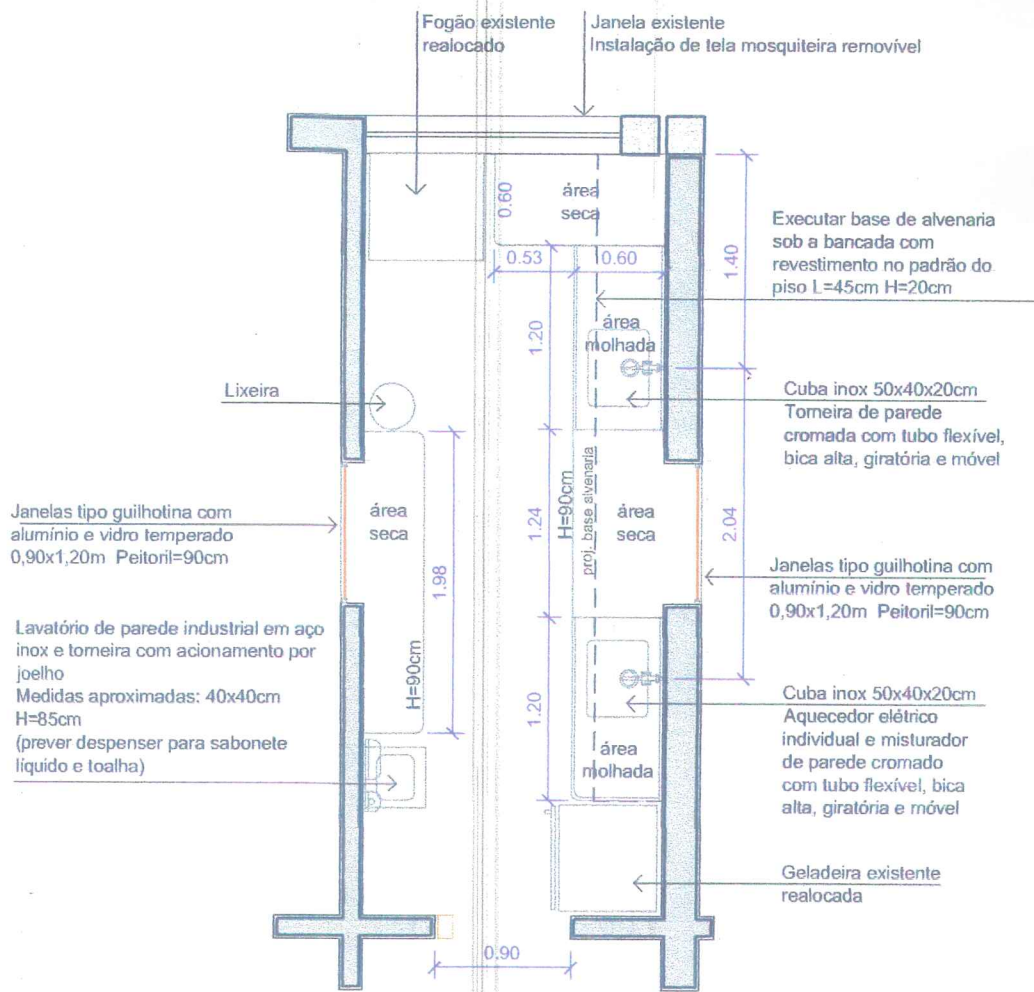 Fogão existente
realocado
Janela existente
Instalação de tela mosquiteira removível
área
seca
0.60
0.53
0.60
1.40
Executar base de alvenaria
sob a bancada com
revestimento no padrão do
piso L=45cm H=20cm
1.20
área
molhada
Lixeira
Cuba inox 50x40x20cm
Torneira de parede
cromada com tubo flexível,
bica alta, giratória e móvel
Janelas tipo guilhotina com
alumínio e vidro temperado
0,90x1,20m Peitoril=90cm
área
seca
1.98
H=90cm
1.24
H=90cm
proj. base alvenaria
área
seca
2.04
Janelas tipo guilhotina com
alumínio e vidro temperado
0,90x1,20m Peitoril=90cm
Lavatório de parede industrial em aço
inox e torneira com acionamento por
joelho
Medidas aproximadas: 40x40cm
H=85cm
(prever despenser para sabonete
líquido e toalha)
1.20
área
molhada
Cuba inox 50x40x20cm
Aquecedor elétrico
individual e misturador
de parede cromado
com tubo flexível, bica
alta, giratória e móvel
Geladeira existente
realocada
0.90